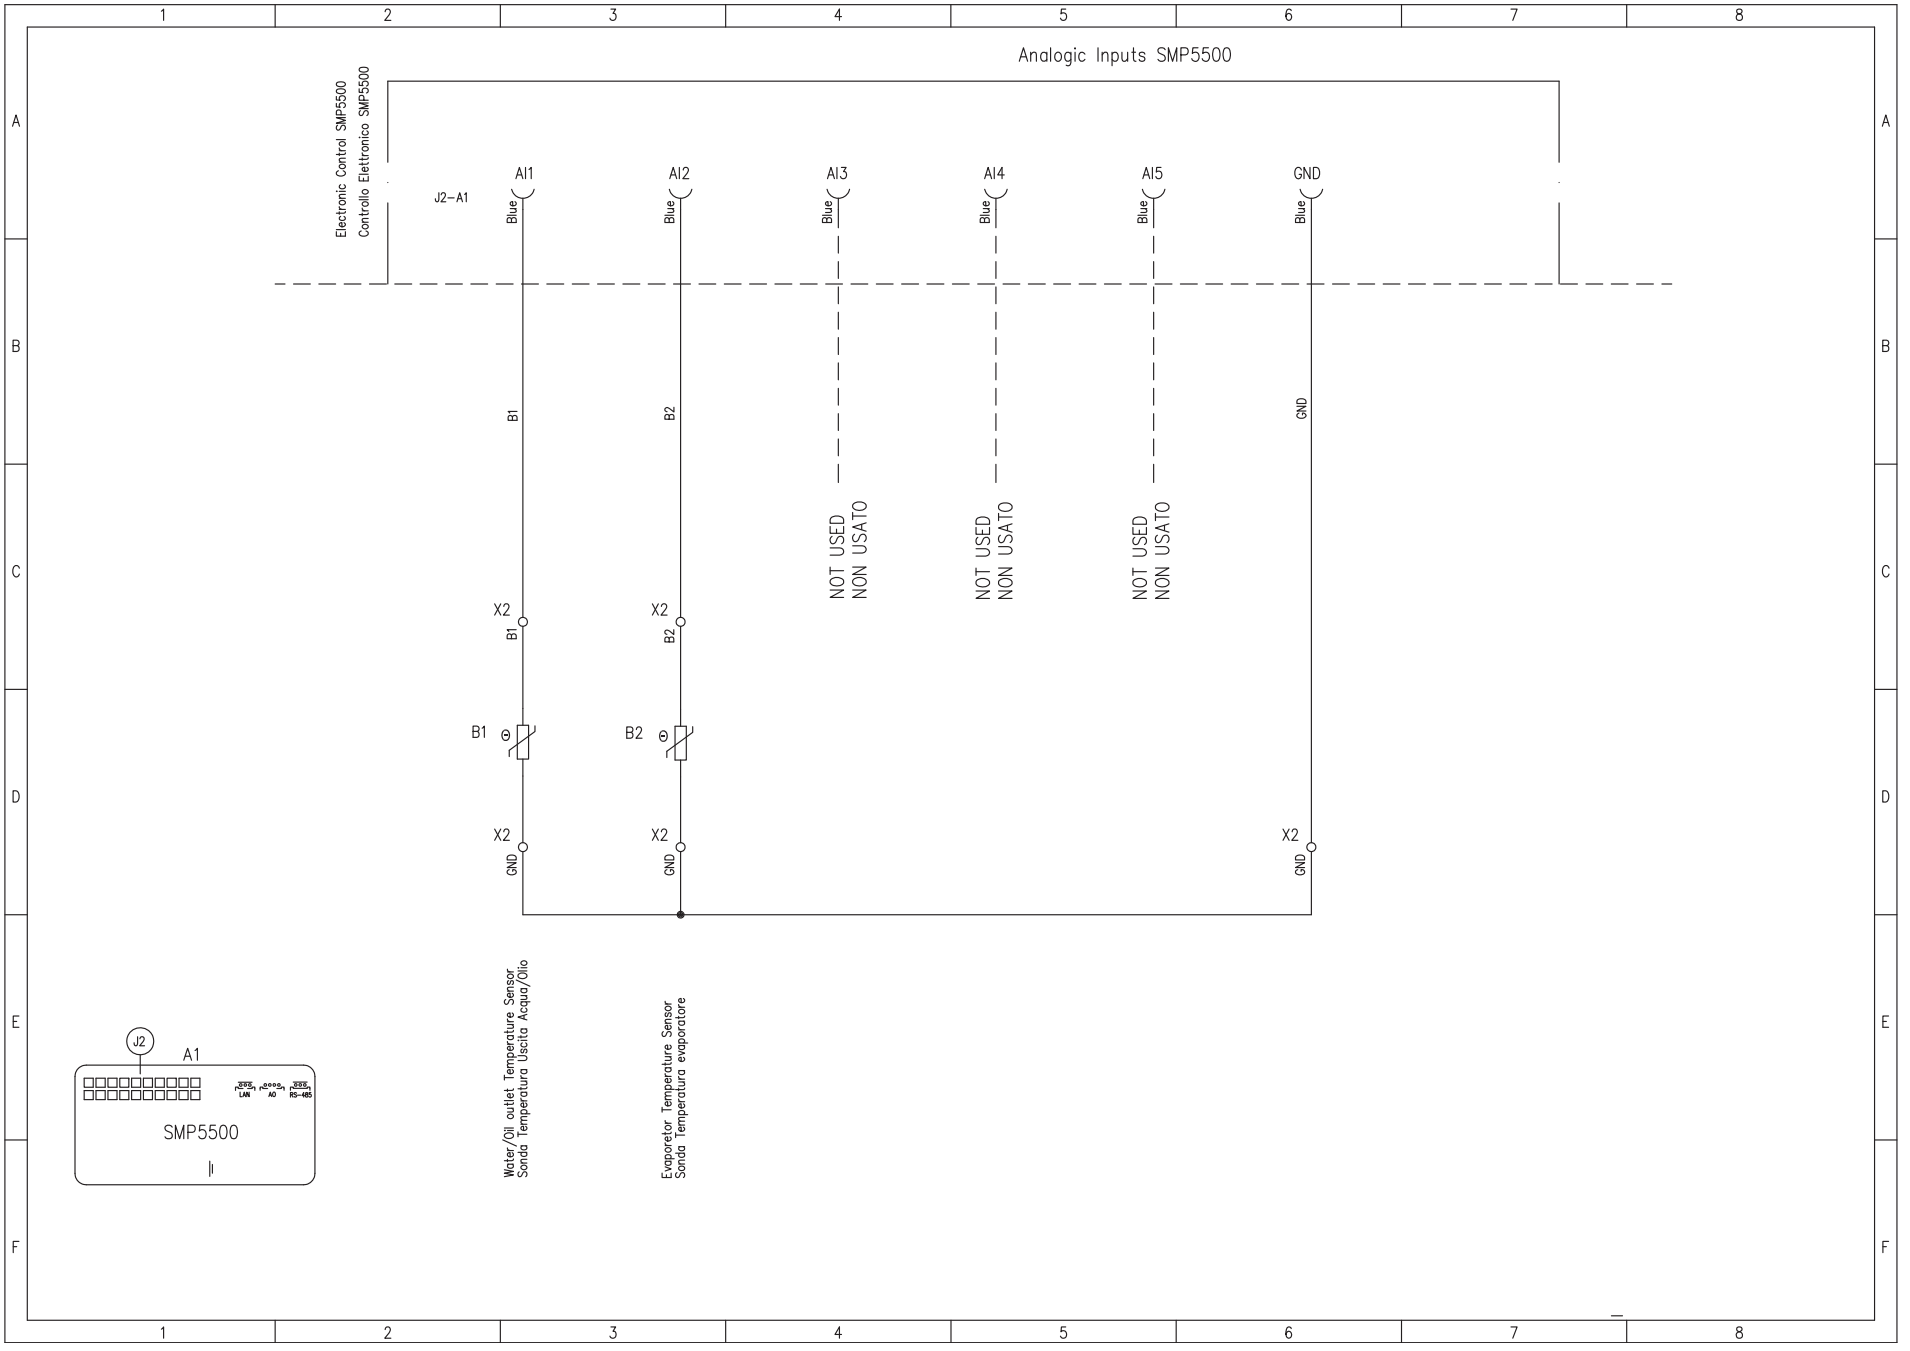 1 2 3 4 5 6 7 8
Analogic Inputs SMP5500
Electronic Control SMP5500
Controllo Elettronico SMP5500
A A
J2-A1
AI1 AI2 AI3 AI4 AI5 GND
Blue Blue Blue Blue Blue Blue
B B
B1 B2 GND
NOT USED
NON USATO
NOT USED
NON USATO
NOT USED
NON USATO
C C
X2 X2
B1 B2
B1 Θ B2 Θ
D D
X2 X2 X2
GND GND GND
Water/Oil outlet Temperature Sensor
Sonda Temperatura Uscita Acqua/Olio
Evaporetor Temperature Sensor
Sonda Temperatura evaporatore
E E
J2
A1
LAN AO RS-485
SMP5500
F F
1 2 3 4 5 6 7 8